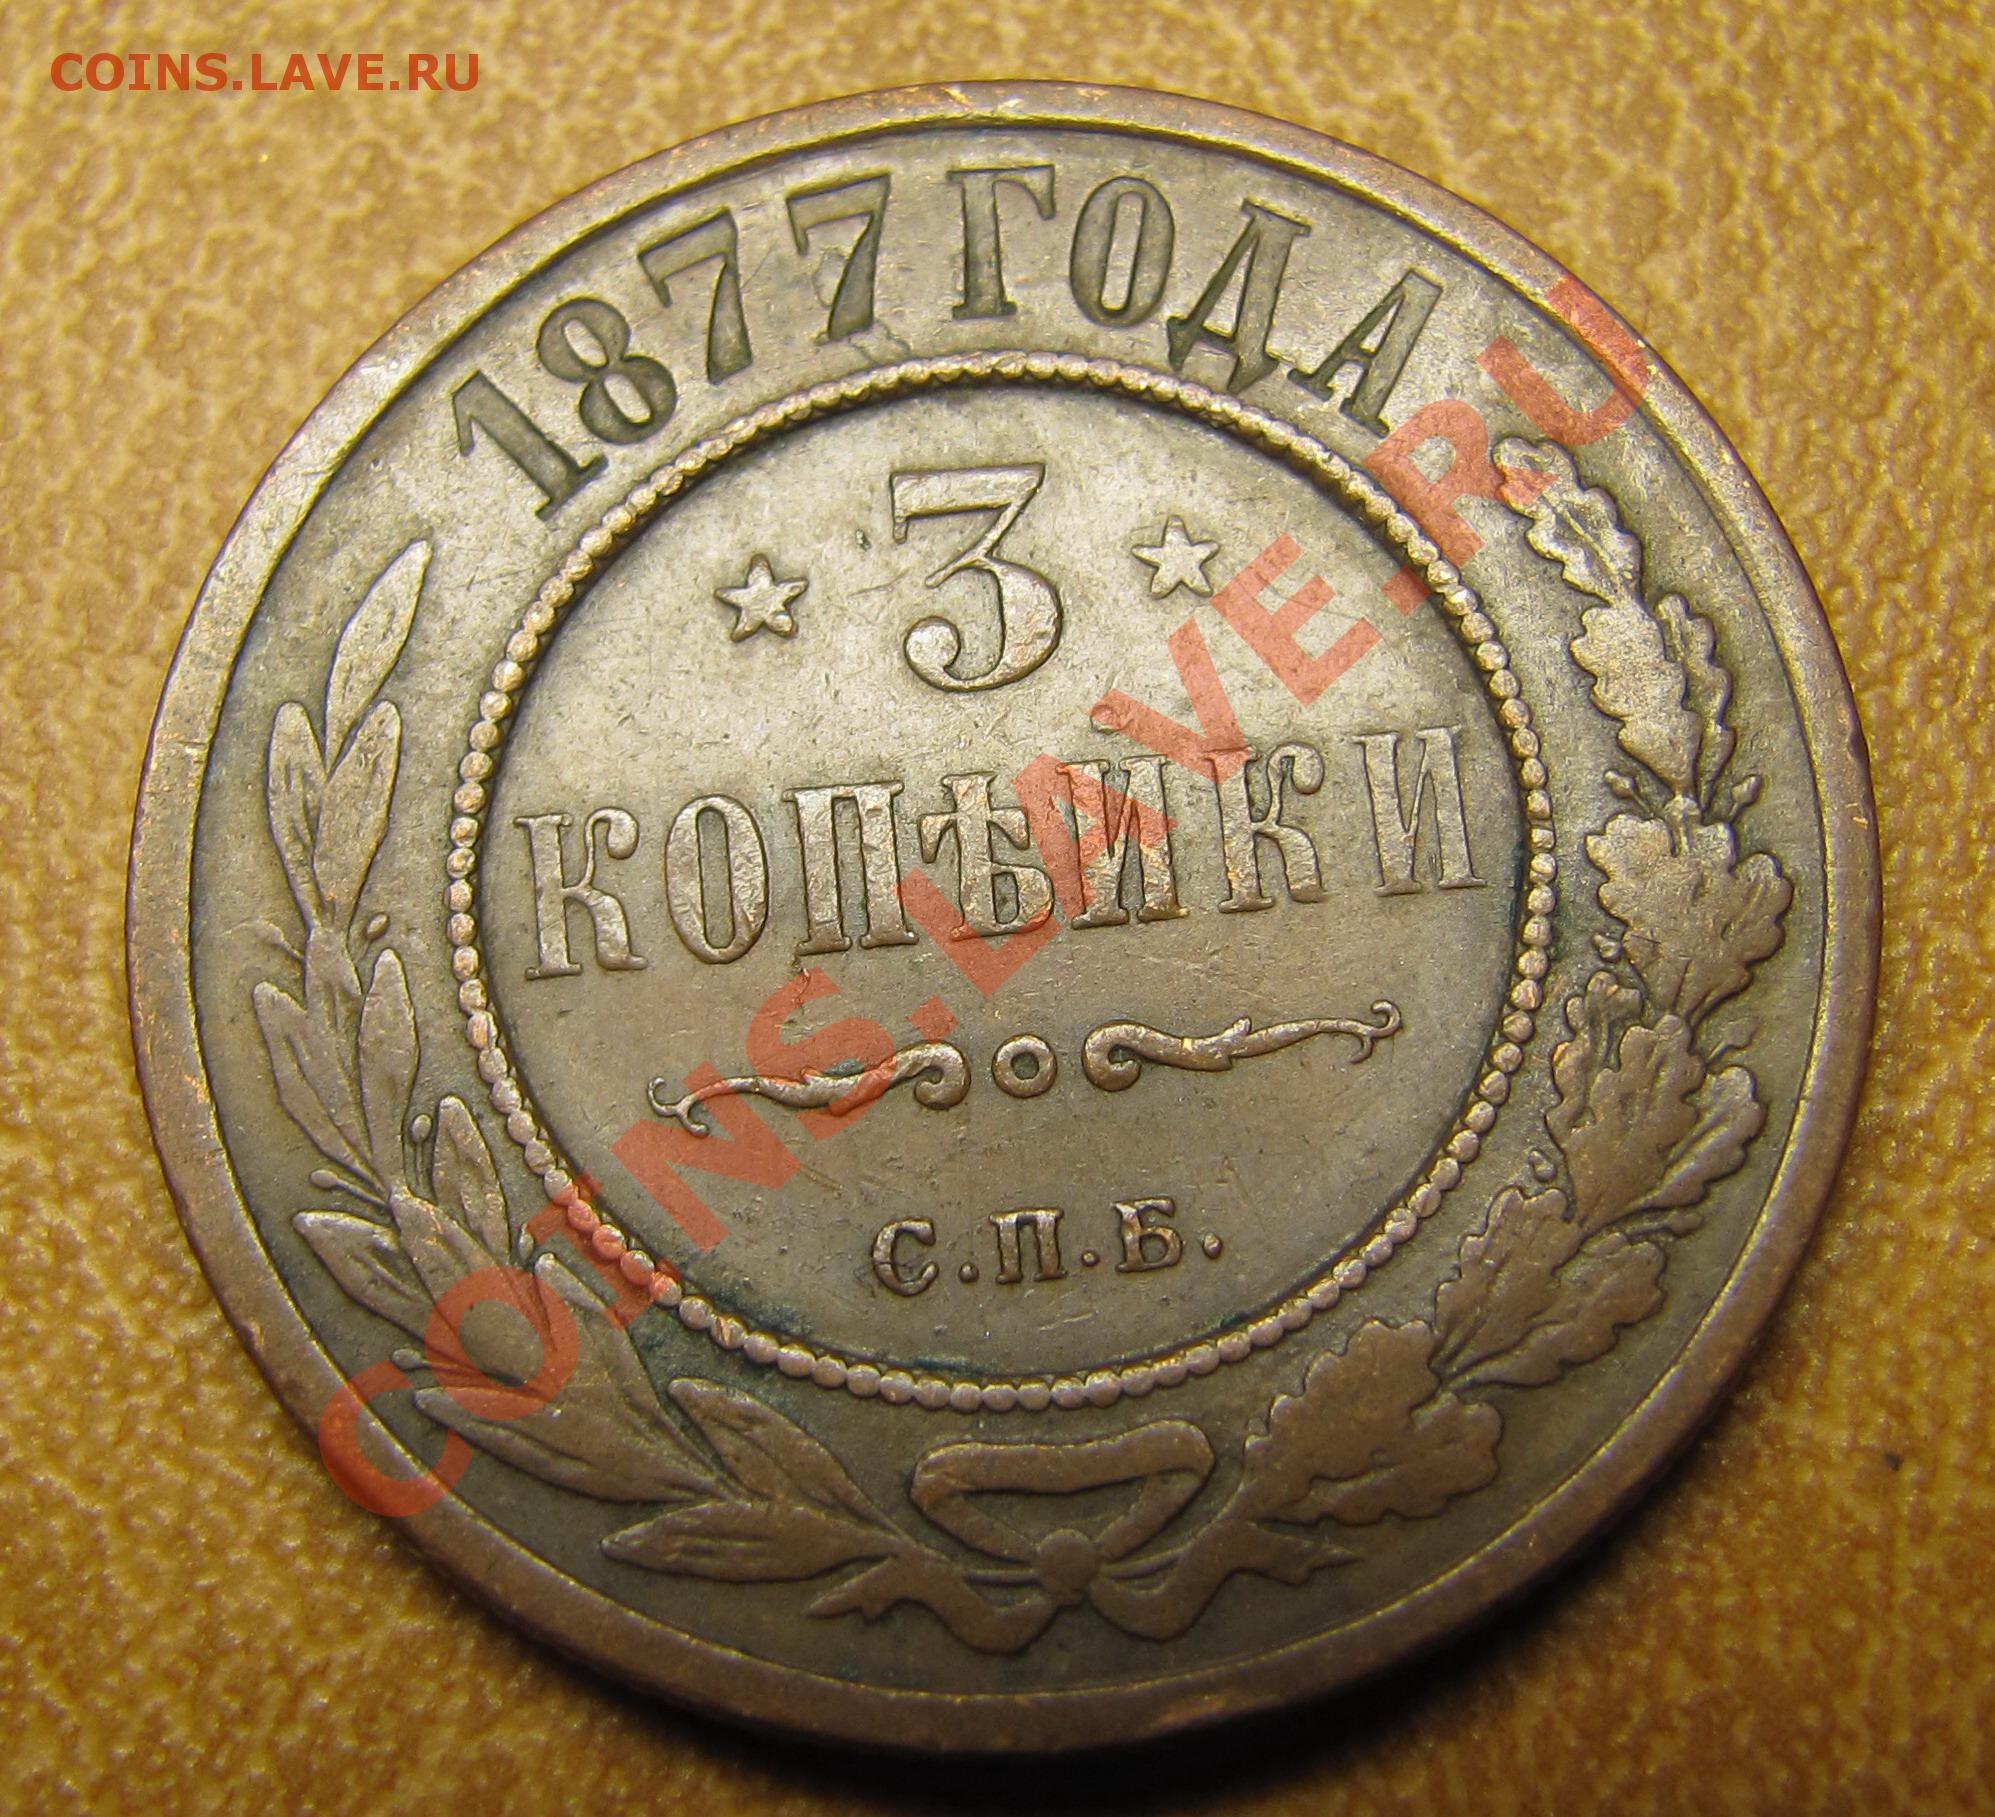 COINS.LAVE.RU
1877 ГОДА
3
КОПѢЙКИ
С.П.Б.
COINS.LAVE.RU